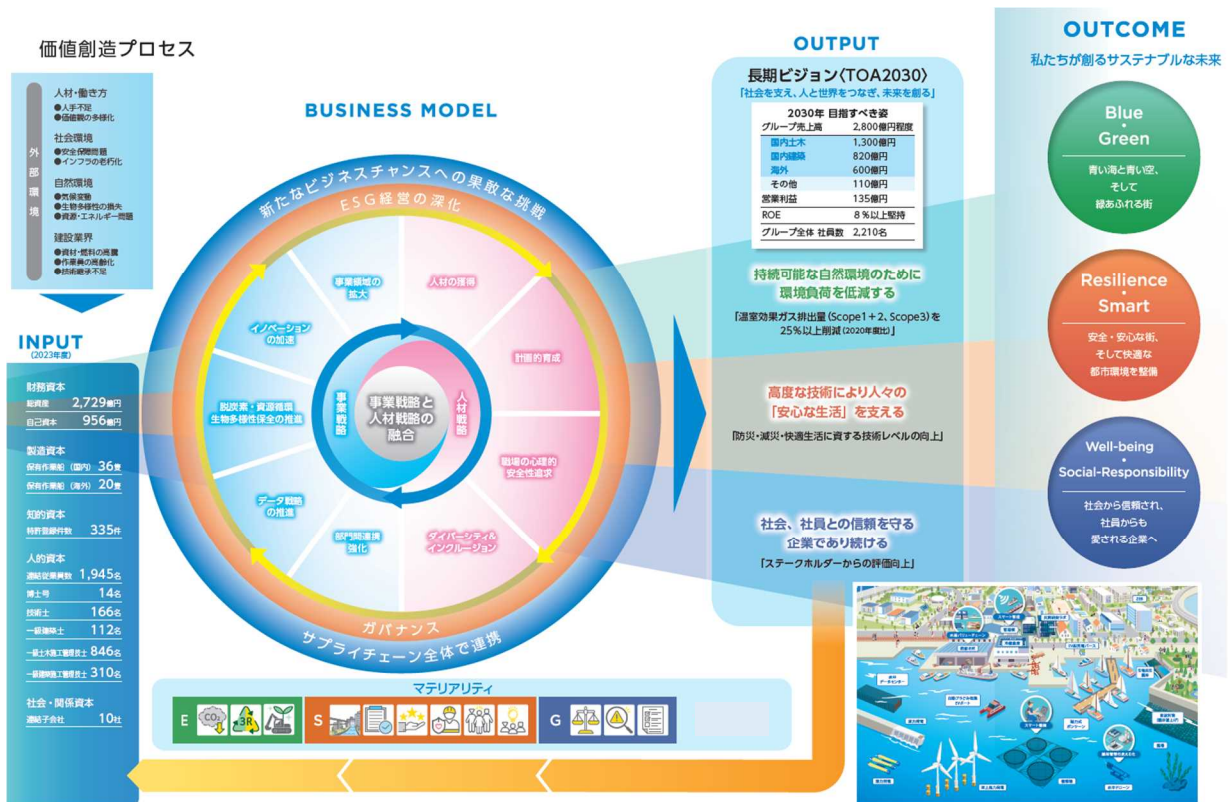 価値創造プロセス
外部環境
人材・働き方
●人手不足
●価値観の多様化
社会環境
●安全保障問題
●インフラの老朽化
自然環境
●気候変動
●生物多様性の損失
●資源・エネルギー問題
建設業界
●資材・燃料の高騰
●作業員の高齢化
●技術継承不足
INPUT
(2023年度)
財務資本
総資産 2,729億円
自己資本 956億円
製造資本
保有作業船(国内) 36隻
保有作業船(海外) 20隻
知的資本
特許登録件数 335件
人的資本
連結従業員数 1,945名
博士号 14名
技術士 166名
一級建築士 112名
一級土木施工管理技士 846名
一級建築施工管理技士 310名
社会・関係資本
連結子会社 10社
BUSINESS MODEL
新たなビジネスチャンスへの果敢な挑戦
ESG経営の深化
事業領域の
拡大
人材の獲得
イノベーション
の加速
計画的育成
脱炭素・資源循環
生物多様性保全の推進
事業戦略
事業戦略と
人材戦略の
融合
人材戦略
職場の心理的
安全性追求
データ戦略
の推進
部門間連携
強化
ダイバーシティ&
インクルージョン
ガバナンス
サプライチェーン全体で連携
マテリアリティ
E
CO2
3R
S
G
OUTPUT
長期ビジョン〈TOA2030〉
「社会を支え、人と世界をつなぎ、未来を創る」
2030年 目指すべき姿
グループ売上高 2,800億円程度
国内土木 1,300億円
国内建築 820億円
海外 600億円
その他 110億円
営業利益 135億円
ROE 8%以上堅持
グループ全体 社員数 2,210名
持続可能な自然環境のために
環境負荷を低減する
「温室効果ガス排出量(Scope1+2、Scope3)を
25%以上削減(2020年度比)」
高度な技術により人々の
「安心な生活」を支える
「防災・減災・快適生活に資する技術レベルの向上」
社会、社員との信頼を守る
企業であり続ける
「ステークホルダーからの評価向上」
OUTCOME
私たちが創るサステナブルな未来
Blue
・
Green
青い海と青い空、
そして
緑あふれる街
Resilience
・
Smart
安全・安心な街、
そして快適な
都市環境を整備
Well-being
・
Social-Responsibility
社会から信頼され、
社員からも
愛される企業へ